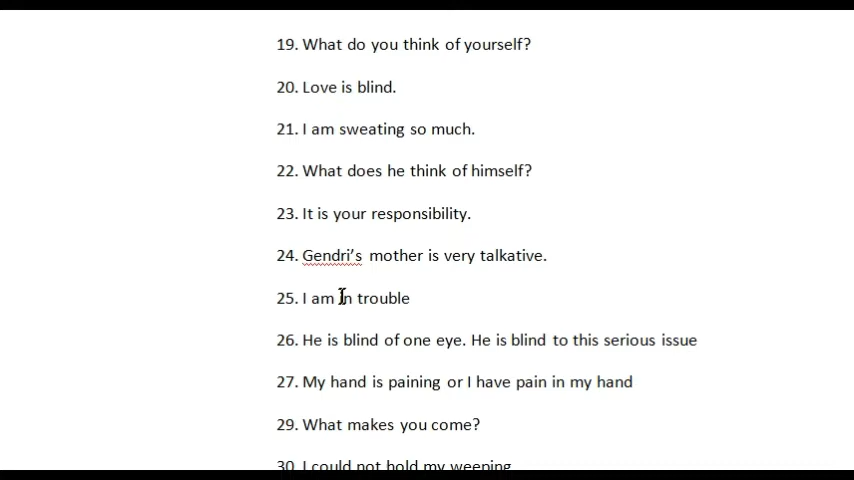 19. What do you think of yourself?
20. Love is blind.
21. I am sweating so much.
22. What does he think of himself?
23. It is your responsibility.
24. Gendri’s mother is very talkative.
25. I am in trouble
26. He is blind of one eye. He is blind to this serious issue
27. My hand is paining or I have pain in my hand
29. What makes you come?
30. I could not hold my weeping